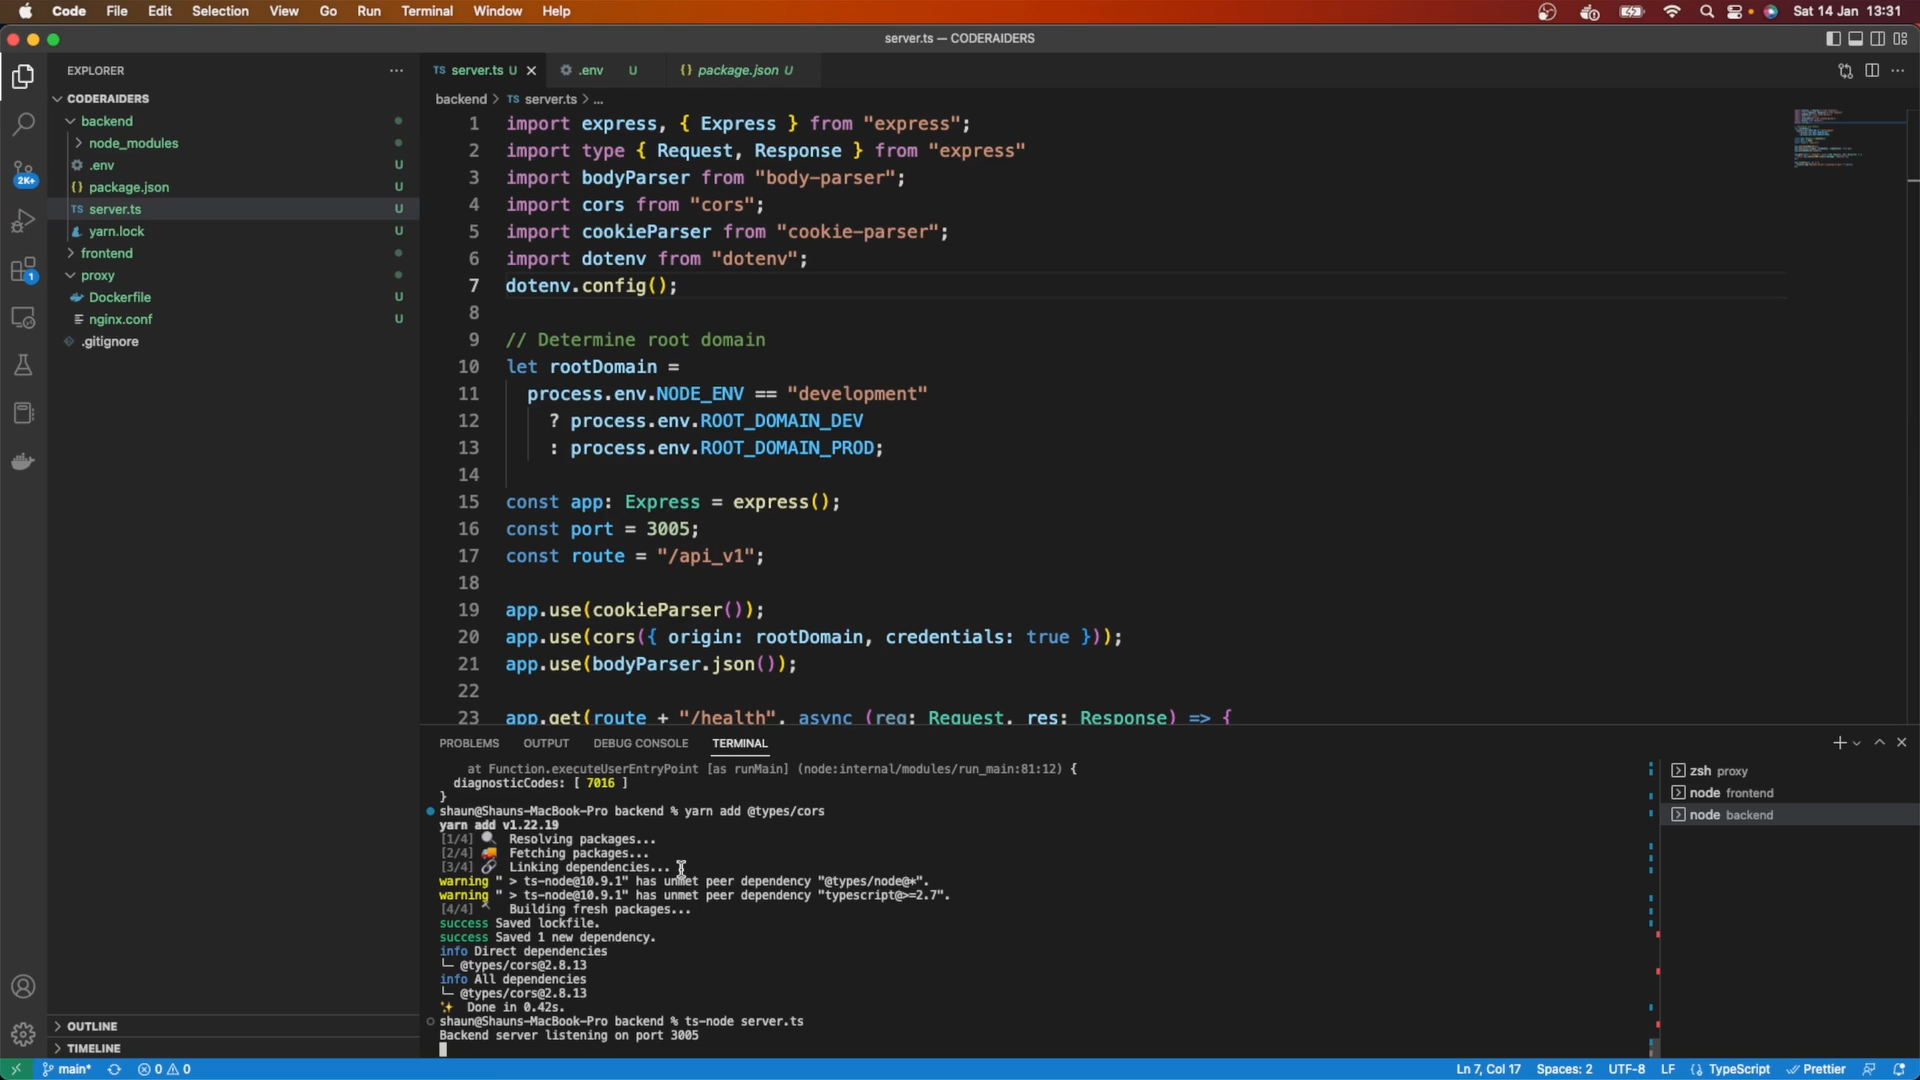 Code File Edit Selection View Go Run Terminal Window Help Sat 14 Jan 13:31
server.ts — CODERAIDERS
EXPLORER
CODERAIDERS
backend
node_modules
.env U
package.json U
server.ts U
yarn.lock U
frontend
proxy
Dockerfile U
nginx.conf U
.gitignore
OUTLINE
TIMELINE
2K+
1
TS server.ts U .env U {} package.json U
backend > TS server.ts > ...
1 import express, { Express } from "express";
2 import type { Request, Response } from "express"
3 import bodyParser from "body-parser";
4 import cors from "cors";
5 import cookieParser from "cookie-parser";
6 import dotenv from "dotenv";
7 dotenv.config();
8
9 // Determine root domain
10 let rootDomain =
11 process.env.NODE_ENV == "development"
12 ? process.env.ROOT_DOMAIN_DEV
13 : process.env.ROOT_DOMAIN_PROD;
14
15 const app: Express = express();
16 const port = 3005;
17 const route = "/api_v1";
18
19 app.use(cookieParser());
20 app.use(cors({ origin: rootDomain, credentials: true }));
21 app.use(bodyParser.json());
22
23 app.get(route + "/health", async (req: Request, res: Response) => {
PROBLEMS OUTPUT DEBUG CONSOLE TERMINAL
at Function.executeUserEntryPoint [as runMain] (node:internal/modules/run_main:81:12) {
diagnosticCodes: [ 7016 ]
}
shaun@Shauns-MacBook-Pro backend % yarn add @types/cors
yarn add v1.22.19
[1/4] Resolving packages...
[2/4] Fetching packages...
[3/4] Linking dependencies...
warning " > ts-node@10.9.1" has unmet peer dependency "@types/node@*".
warning " > ts-node@10.9.1" has unmet peer dependency "typescript@>=2.7".
[4/4] Building fresh packages...
success Saved lockfile.
success Saved 1 new dependency.
info Direct dependencies
└─ @types/cors@2.8.13
info All dependencies
└─ @types/cors@2.8.13
Done in 0.42s.
shaun@Shauns-MacBook-Pro backend % ts-node server.ts
Backend server listening on port 3005
zsh proxy
node frontend
node backend
main* 0 0 Ln 7, Col 17 Spaces: 2 UTF-8 LF {} TypeScript Prettier